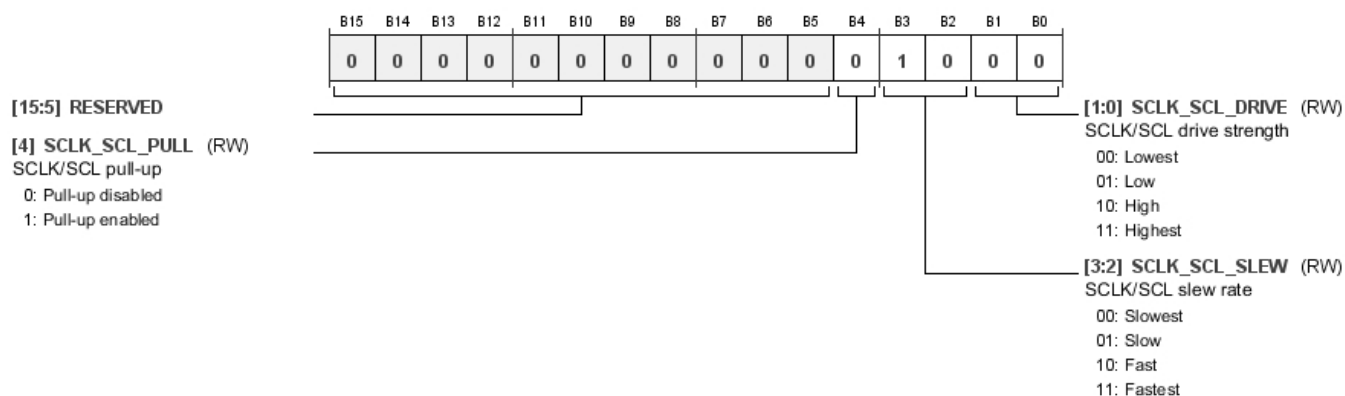 B15 B14 B13 B12 B11 B10 B9 B8 B7 B6 B5 B4 B3 B2 B1 B0
0 0 0 0 0 0 0 0 0 0 0 0 1 0 0 0
[15:5] RESERVED
[4] SCLK_SCL_PULL (RW)
SCLK/SCL pull-up
0: Pull-up disabled
1: Pull-up enabled
[1:0] SCLK_SCL_DRIVE (RW)
SCLK/SCL drive strength
00: Lowest
01: Low
10: High
11: Highest
[3:2] SCLK_SCL_SLEW (RW)
SCLK/SCL slew rate
00: Slowest
01: Slow
10: Fast
11: Fastest